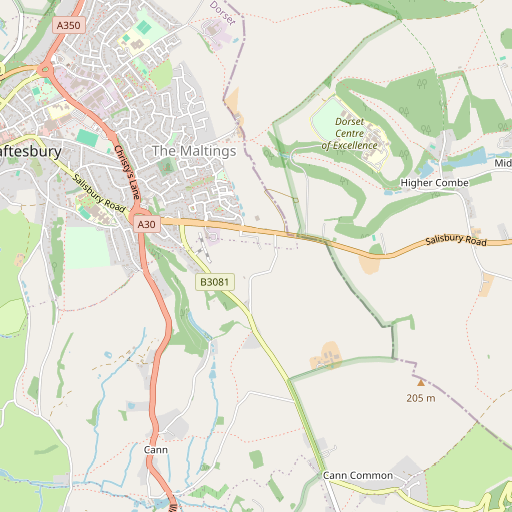 A350
Dorset
Dorset
Centre
of Excellence
Christy's Lane
ftesbury
The Maltings
Mid
Higher Combe
Salisbury Road
A30
Salisbury Road
B3081
205 m
Cann
Cann Common